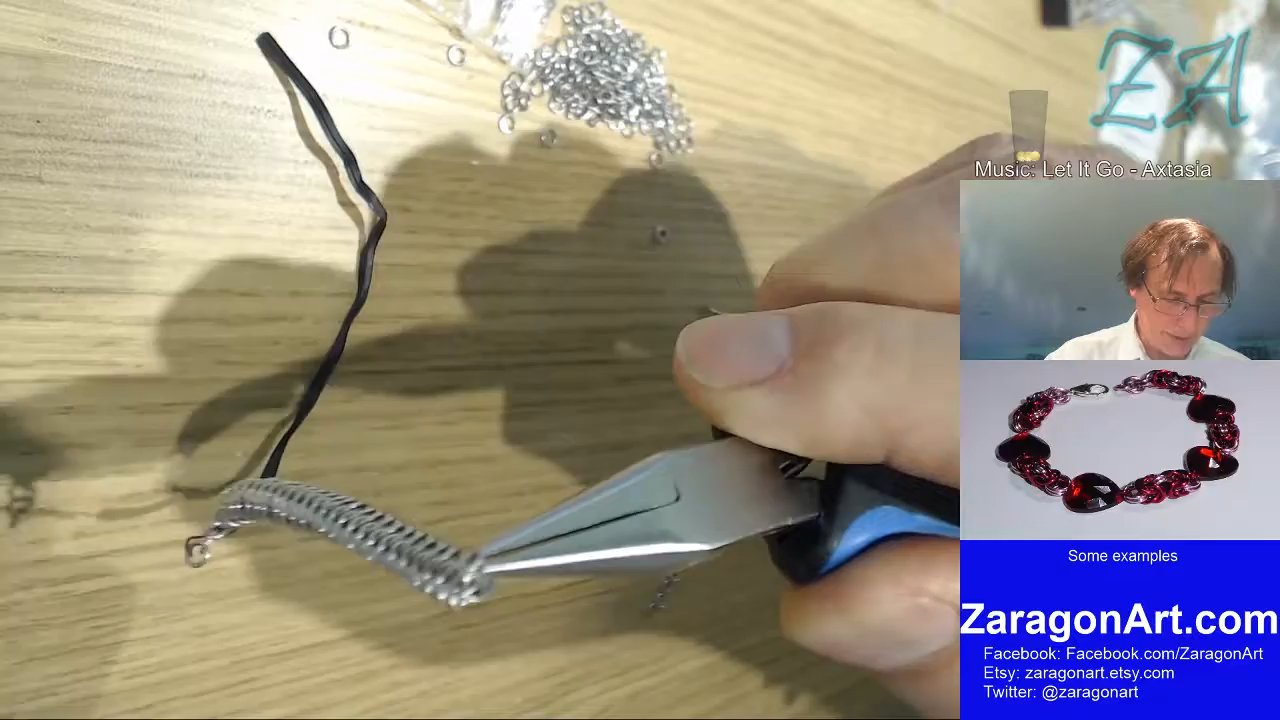 ZA
Music: Let It Go - Axtasia
Some examples
ZaragonArt.com
Facebook: Facebook.com/ZaragonArt
Etsy: zaragonart.etsy.com
Twitter: @zaragonart